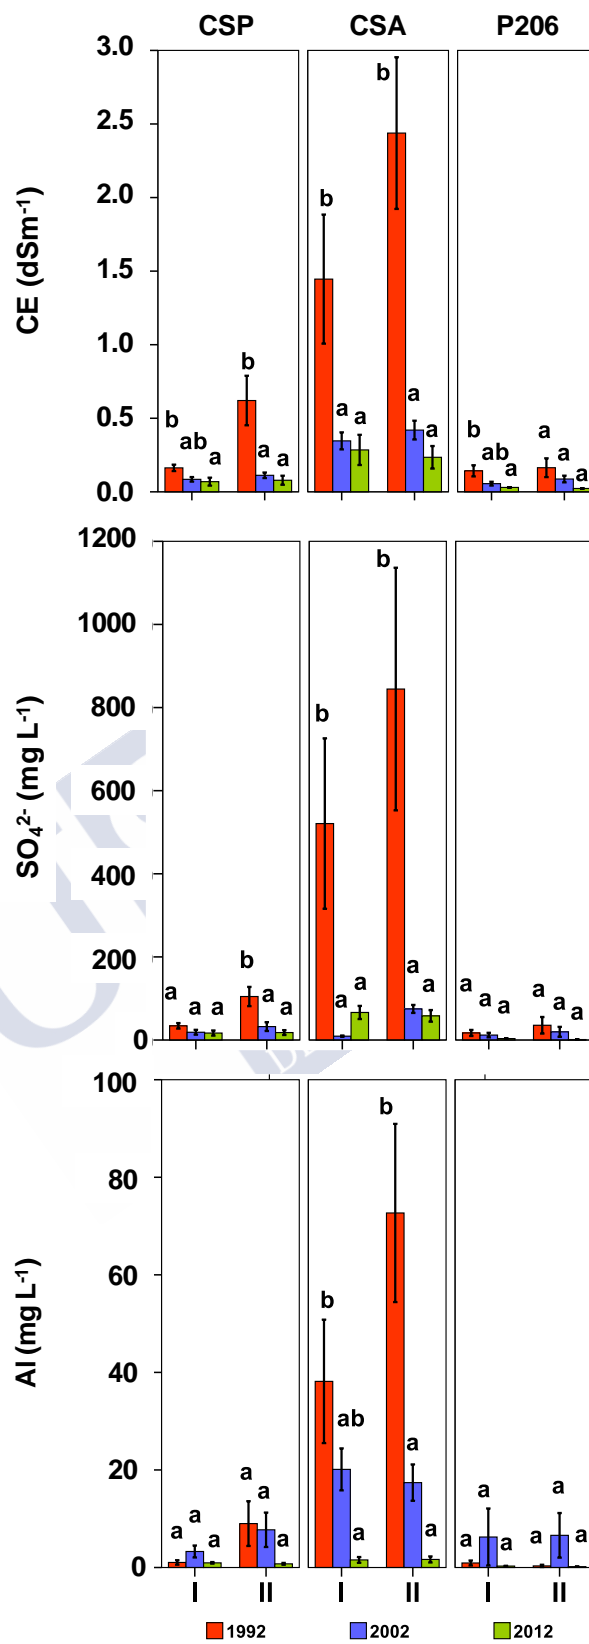 CSP CSA P206
CE (dSm⁻¹)
3.0
2.5
2.0
1.5
1.0
0.5
0.0
b ab a b a a
b a a b a a
b ab a a a a
SO₄²⁻ (mg L⁻¹)
1200
1000
800
600
400
200
0
a a a b a a
b a a b a a
a a a a a a
Al (mg L⁻¹)
100
80
60
40
20
0
a a a a a a
b ab a b a a
a a a a a a
I II I II I II
1992 2002 2012